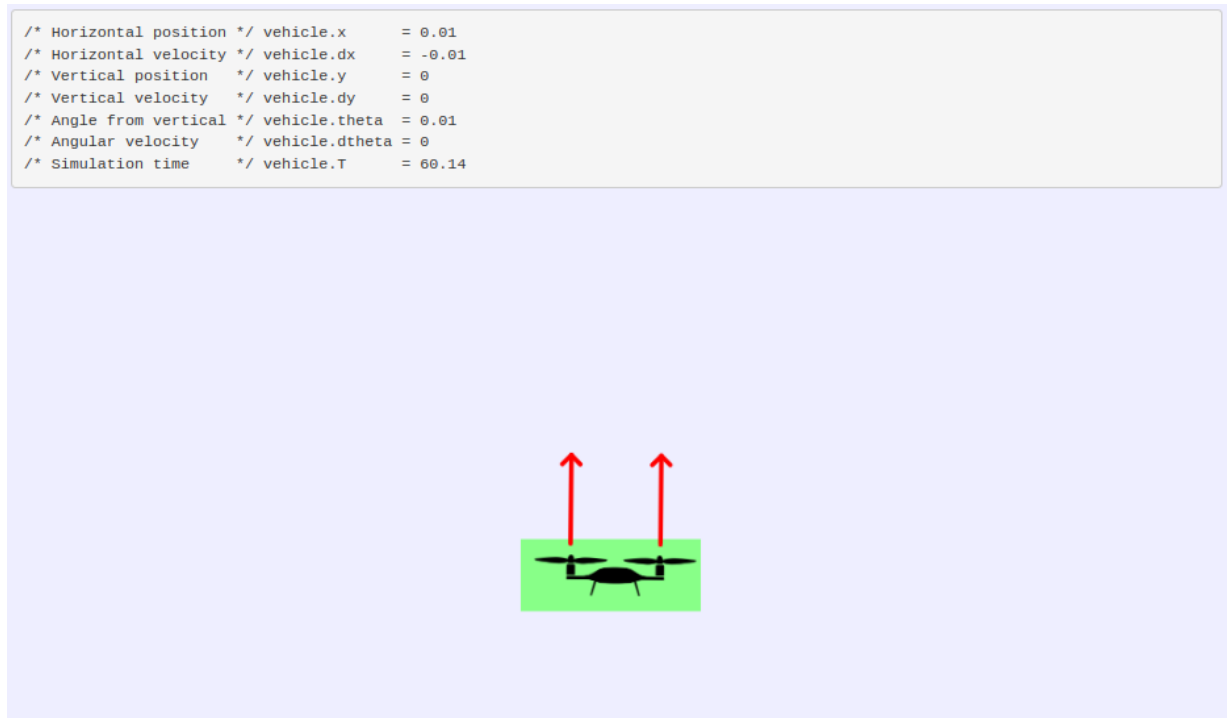 /* Horizontal position */ vehicle.x      = 0.01
/* Horizontal velocity */ vehicle.dx     = -0.01
/* Vertical position   */ vehicle.y      = 0
/* Vertical velocity   */ vehicle.dy     = 0
/* Angle from vertical */ vehicle.theta  = 0.01
/* Angular velocity    */ vehicle.dtheta = 0
/* Simulation time     */ vehicle.T      = 60.14